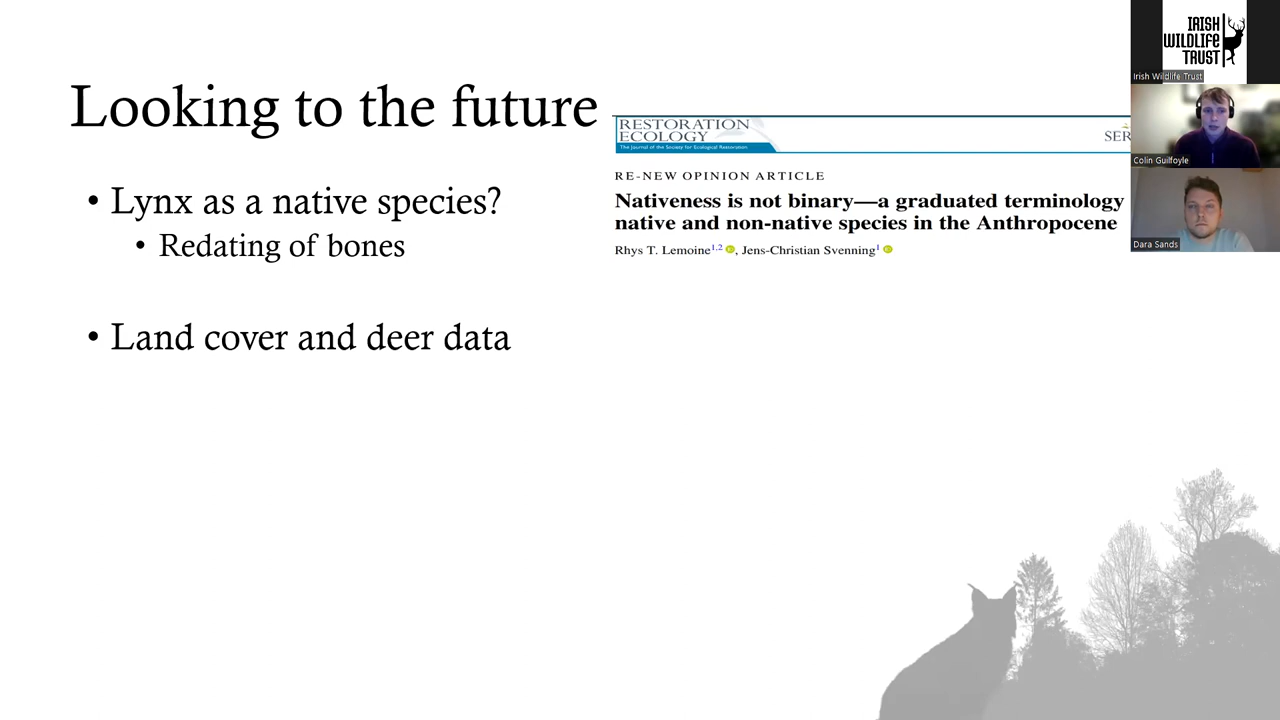 Looking to the future
• Lynx as a native species?
• Redating of bones
• Land cover and deer data
RESTORATION
ECOLOGY
The Journal of the Society for Ecological Restoration
SER
RE-NEW OPINION ARTICLE
Nativeness is not binary—a graduated terminology
native and non-native species in the Anthropocene
Rhys T. Lemoine1,2, Jens-Christian Svenning1
IRISH
WILDLIFE
TRUST
Irish Wildlife Trust
Colin Guilfoyle
Dara Sands